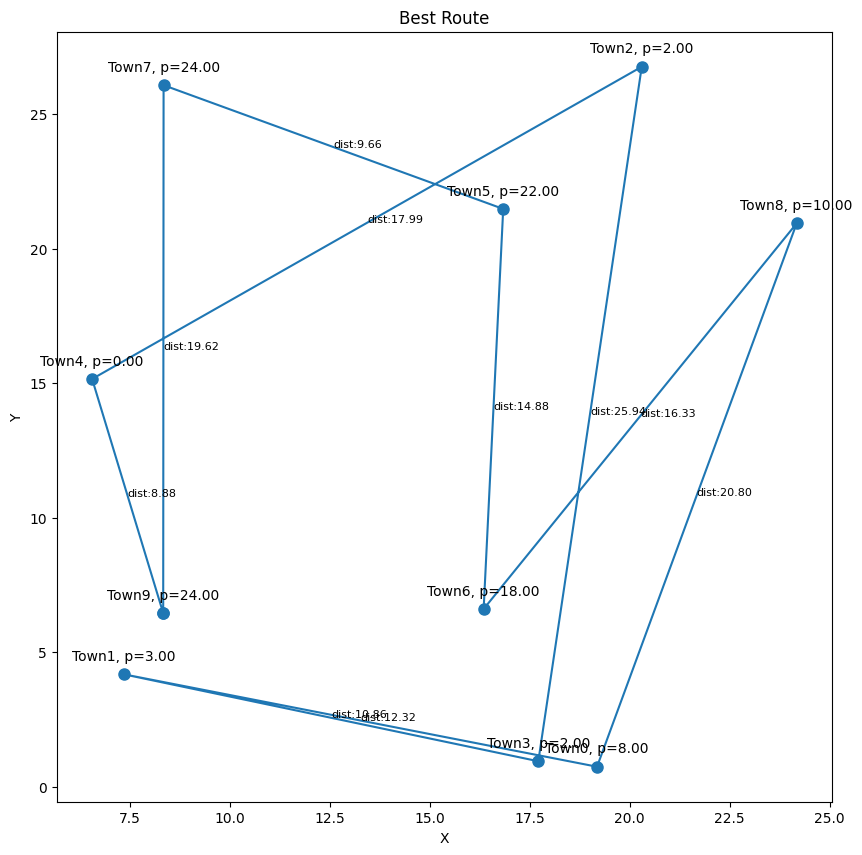 Best Route
Town2, p=2.00
Town7, p=24.00
dist:9.66
Town5, p=22.00
Town8, p=10.00
dist:17.99
dist:19.62
Town4, p=0.00
dist:14.88
dist:25.94
dist:16.33
dist:8.88
dist:20.80
Town9, p=24.00
Town6, p=18.00
Town1, p=3.00
dist:10.86
dist:12.32
Town3, p=2.00
Town0, p=8.00
25
20
15
10
5
0
Y
7.5 10.0 12.5 15.0 17.5 20.0 22.5 25.0
X